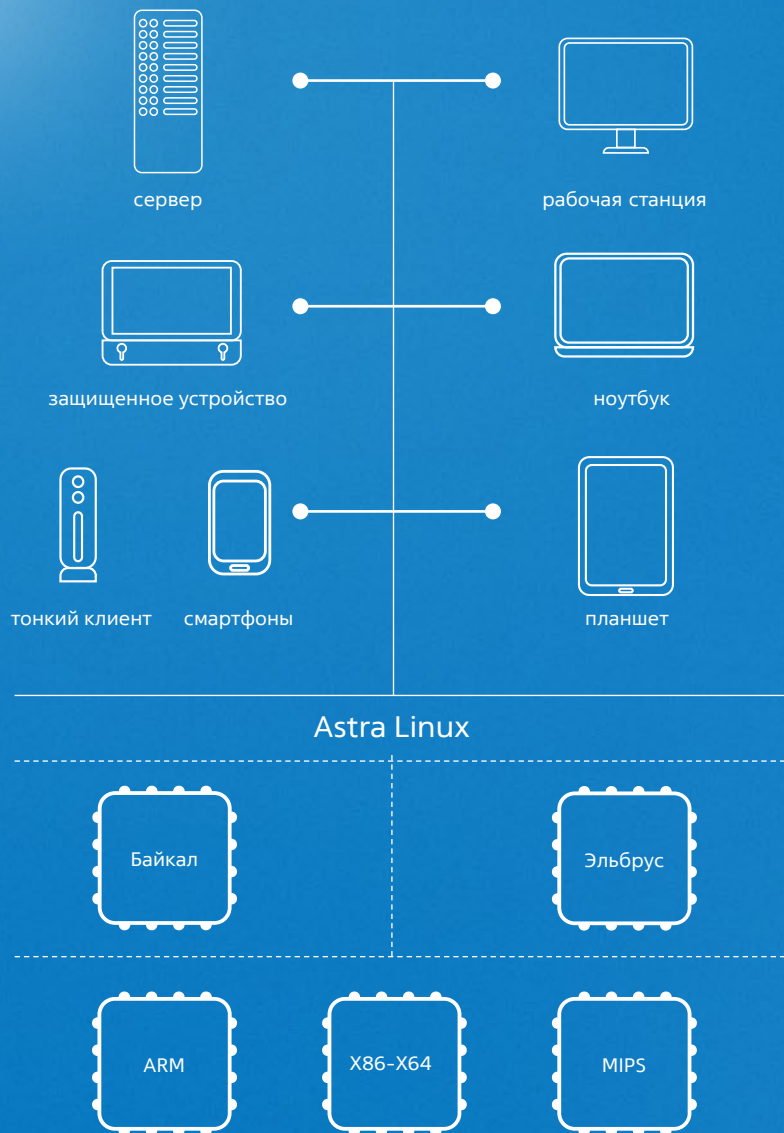 сервер
рабочая станция
защищенное устройство
ноутбук
тонкий клиент
смартфоны
планшет
Astra Linux
Байкал
Эльбрус
ARM
X86-X64
MIPS